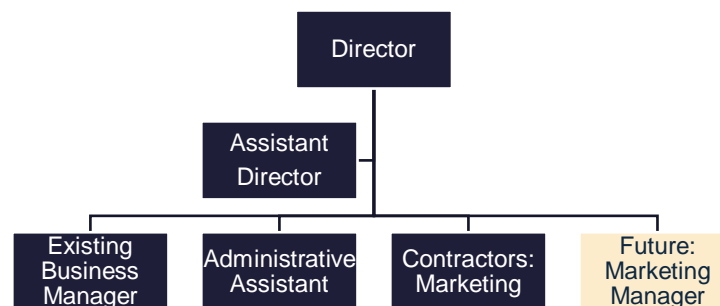 Director
Assistant
Director
Existing
Business
Manager
Administrative
Assistant
Contractors:
Marketing
Future:
Marketing
Manager